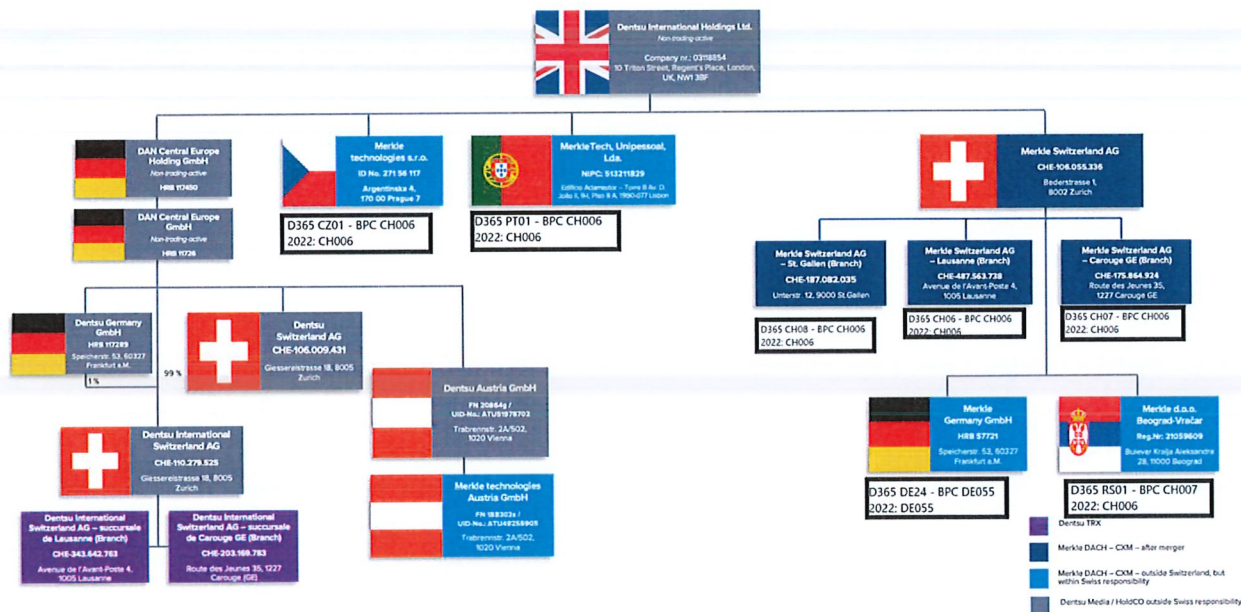 Dentsu International Holdings Ltd.
Non-trading-active
Company nr.: 03118854
10 Triton Street, Regent's Place, London,
UK, NW1 3BF
DAN Central Europe
Holding GmbH
Non-trading-active
HRB 117450
DAN Central Europe
GmbH
Non-trading-active
HRB 11726
Merkle
technologies s.r.o.
ID No. 271 56 117
Argentinska 4,
170 00 Prague 7
D365 CZ01 - BPC CH006
2022: CH006
MerkleTech, Unipessoal,
Lda.
NIPC: 513211829
D365 PT01 - BPC CH006
2022: CH006
Merkle Switzerland AG
CHE-106.055.336
Bederstrasse 1,
8002 Zurich
Merkle Switzerland AG
– St. Gallen (Branch)
CHE-187.082.035
Unterstr. 12, 9000 St.Gallen
D365 CH08 - BPC CH006
2022: CH006
Merkle Switzerland AG
– Lausanne (Branch)
CHE-487.563.738
Avenue de l'Avant-Poste 4,
1005 Lausanne
D365 CH06 - BPC CH006
2022: CH006
Merkle Switzerland AG
– Carouge GE (Branch)
CHE-175.864.924
Route des Jeunes 35,
1227 Carouge GE
D365 CH07 - BPC CH006
2022: CH006
Dentsu Germany
GmbH
HRB 117289
Speicherstr. 53, 60327
Frankfurt a.M.
1%
99 %
Dentsu
Switzerland AG
CHE-106.009.431
Giessereistrasse 18, 8005
Zurich
Dentsu Austria GmbH
FN 20864g /
UID-No.: ATU51978702
Trabrennstr. 2A/502,
1020 Vienna
Merkle technologies
Austria GmbH
FN 188302s /
UID-No.: ATU48258905
Trabrennstr. 2A/502,
1020 Vienna
Dentsu International
Switzerland AG
CHE-110.279.525
Giessereistrasse 18, 8005
Zurich
Dentsu International
Switzerland AG – succursale
de Lausanne (Branch)
CHE-343.642.763
Avenue de l'Avant-Poste 4,
1005 Lausanne
Dentsu International
Switzerland AG – succursale
de Carouge GE (Branch)
CHE-203.169.783
Route des Jeunes 35, 1227
Carouge (GE)
Merkle
Germany GmbH
HRB 57721
Speicherstr. 53, 60327
Frankfurt a.M.
D365 DE24 - BPC DE055
2022: DE055
Merkle d.o.o.
Beograd-Vračar
Reg.Nr: 21059609
Bulevar Kralja Aleksandra
28, 11000 Beograd
D365 RS01 - BPC CH007
2022: CH006
Dentsu TRX
Merkle DACH – CXM – after merger
Merkle DACH – CXM – outside Switzerland, but
within Swiss responsibility
Dentsu Media / HoldCO outside Swiss responsibility